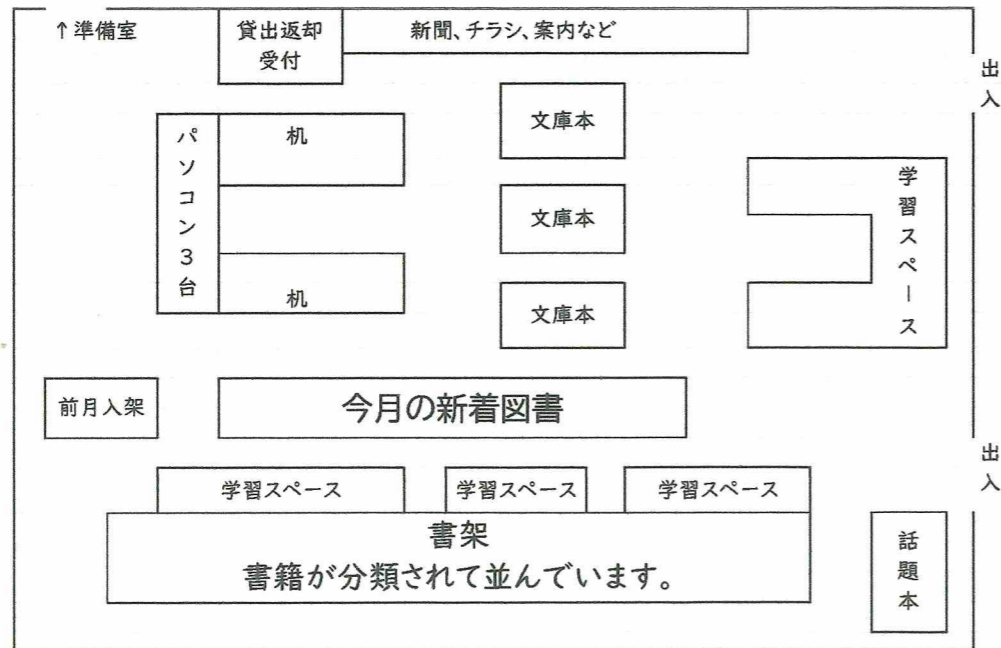 ↑準備室
貸出返却
受付
新聞、チラシ、案内など
出入
パソコン3台
机
机
文庫本
文庫本
文庫本
学習スペース
前月入架
今月の新着図書
出入
学習スペース
学習スペース
学習スペース
書架
書籍が分類されて並んでいます。
話題本